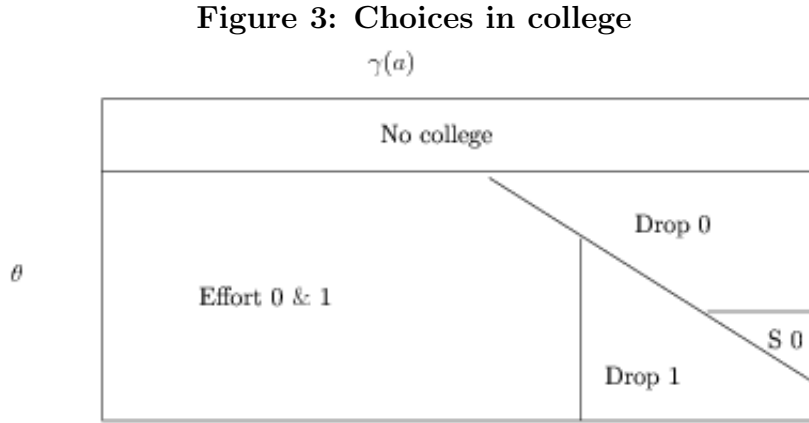 Figure 3: Choices in college
γ(a)
No college
Drop 0
θ
Effort 0 & 1
S 0
Drop 1